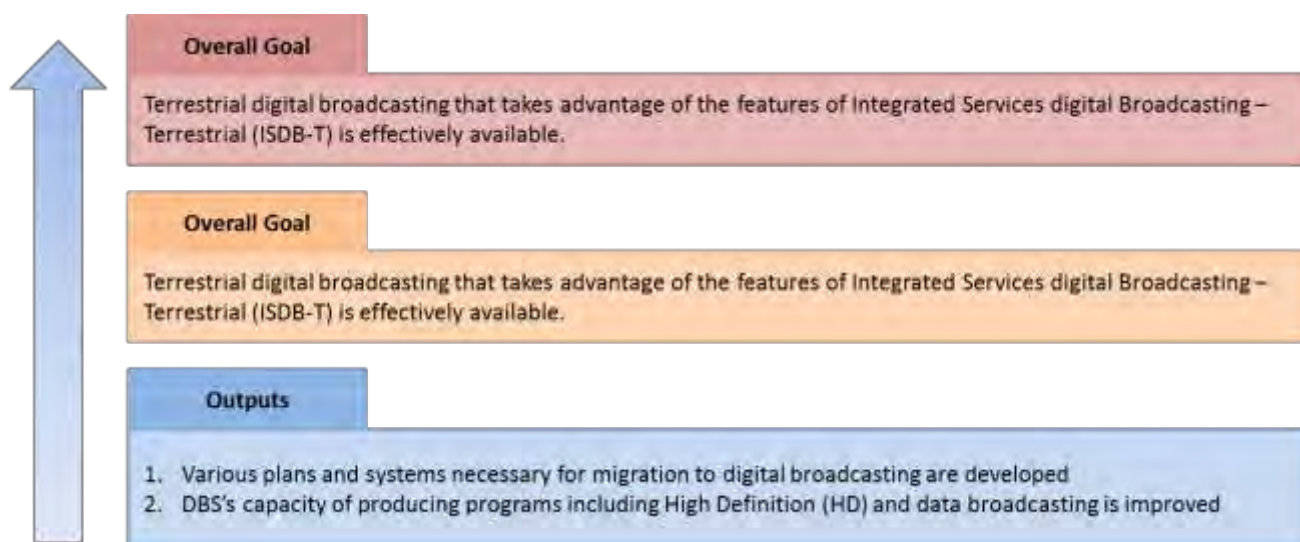 Overall Goal
Terrestrial digital broadcasting that takes advantage of the features of Integrated Services digital Broadcasting –
Terrestrial (ISDB-T) is effectively available.
Overall Goal
Terrestrial digital broadcasting that takes advantage of the features of Integrated Services digital Broadcasting –
Terrestrial (ISDB-T) is effectively available.
Outputs
1. Various plans and systems necessary for migration to digital broadcasting are developed
2. DBS's capacity of producing programs including High Definition (HD) and data broadcasting is improved